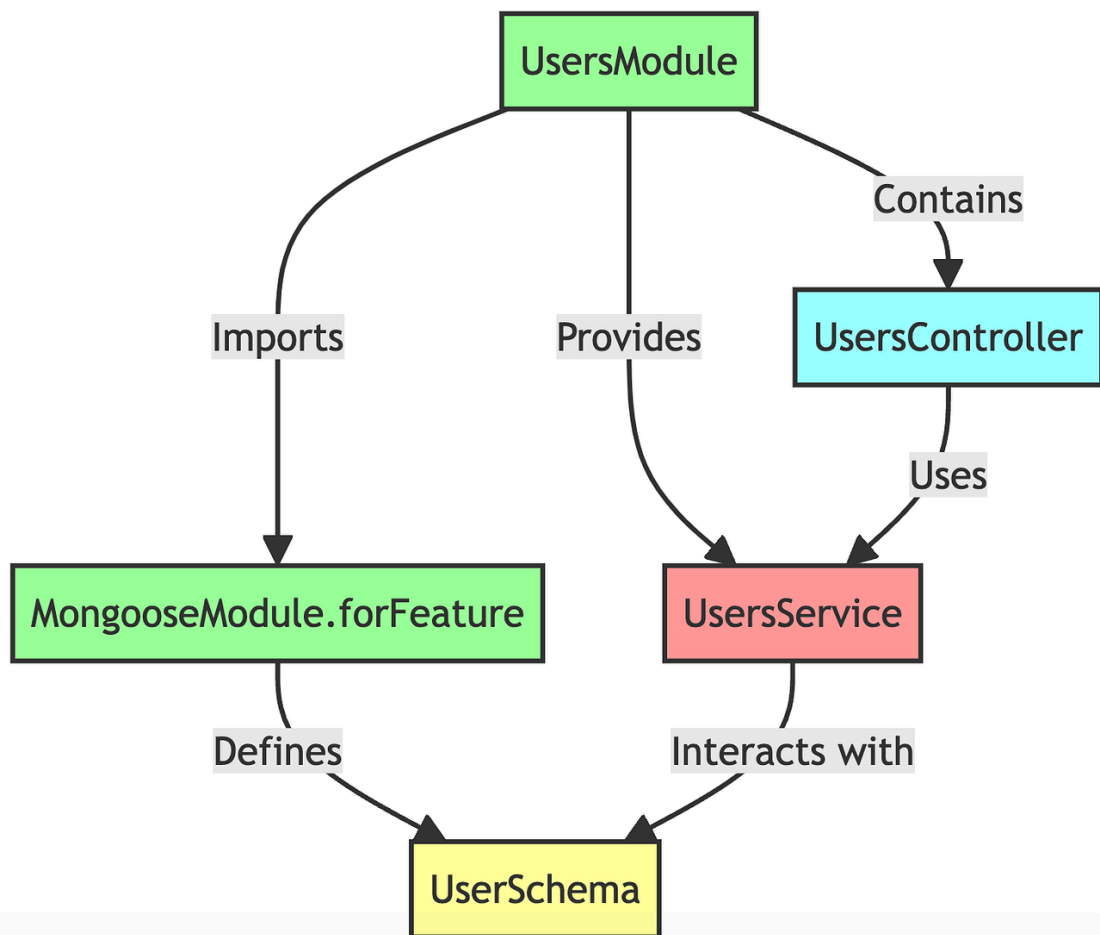 UsersModule
Contains
Imports
Provides
UsersController
Uses
MongooseModule.forFeature
UsersService
Defines
Interacts with
UserSchema